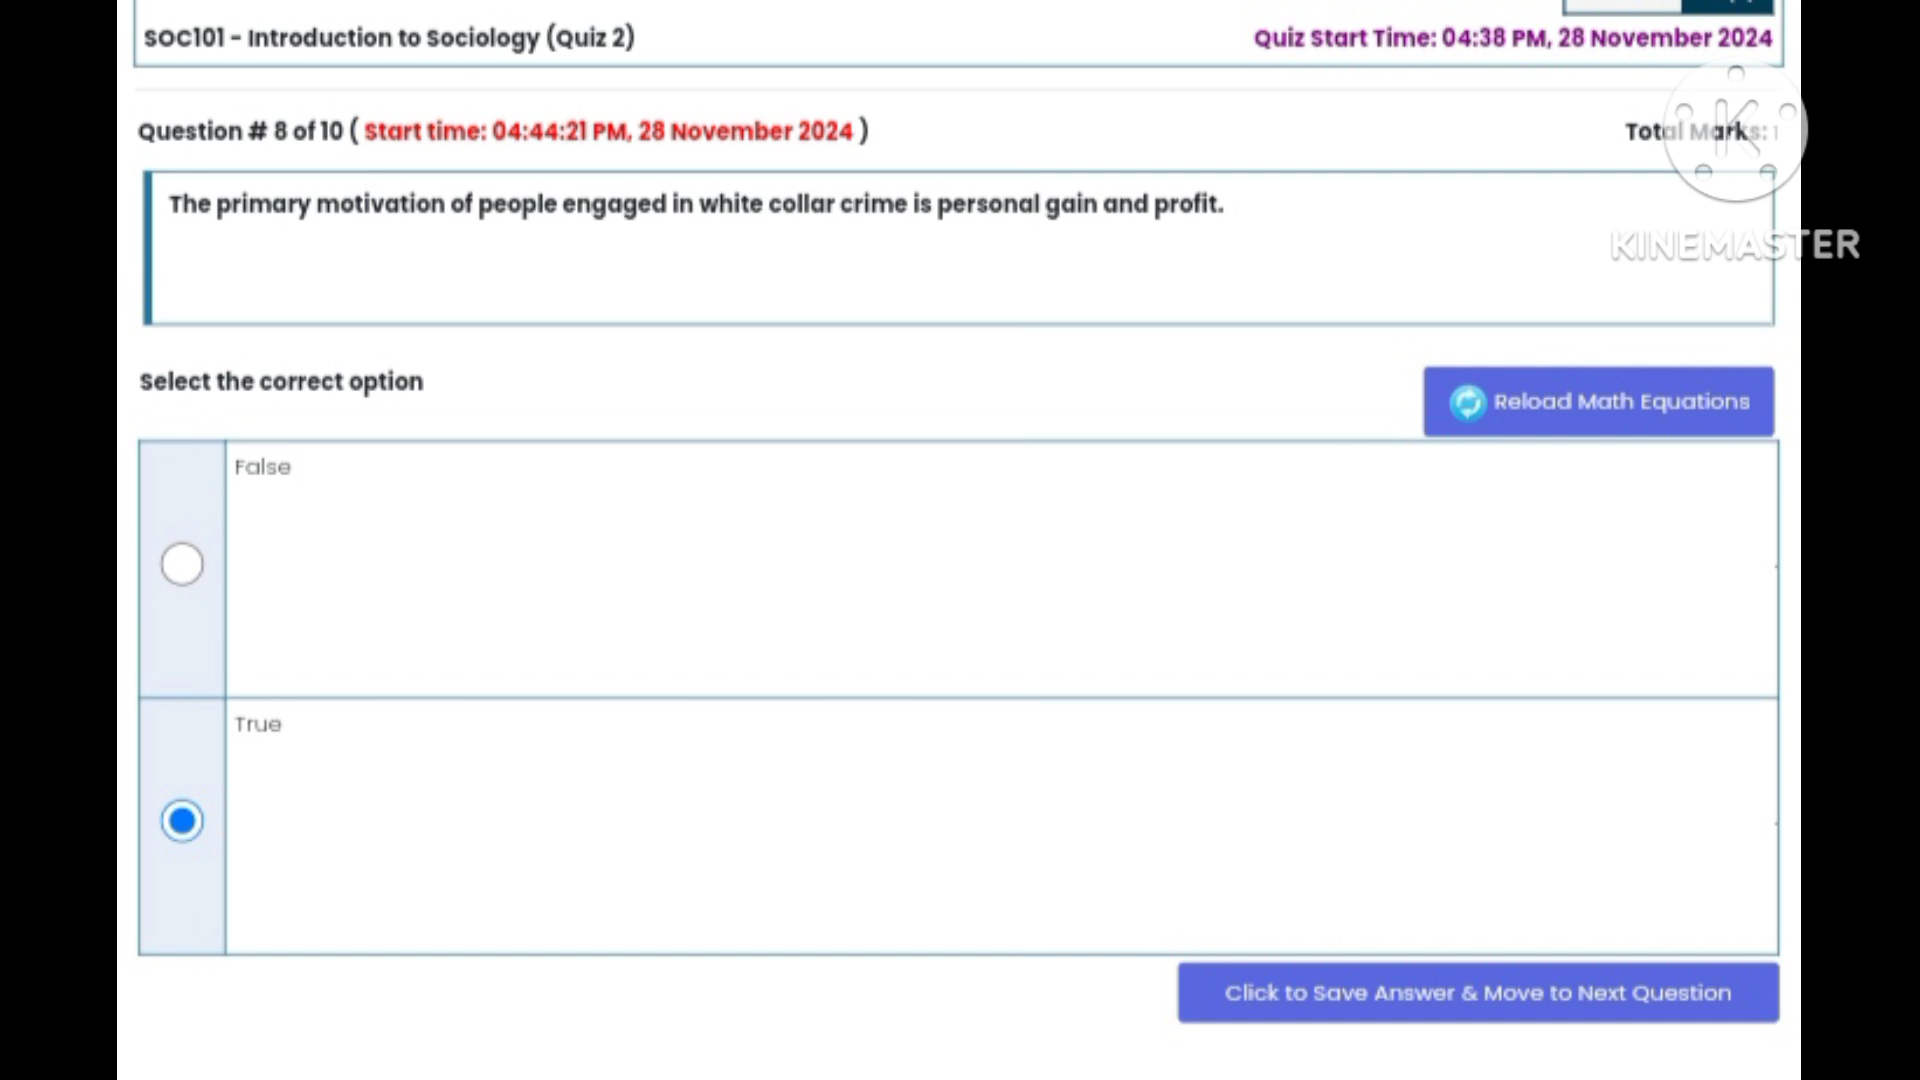 SOC101 - Introduction to Sociology (Quiz 2)
Quiz Start Time: 04:38 PM, 28 November 2024
Question # 8 of 10 ( Start time: 04:44:21 PM, 28 November 2024 )
Total Marks: 1
The primary motivation of people engaged in white collar crime is personal gain and profit.
KINEMASTER
Select the correct option
Reload Math Equations
False
True
Click to Save Answer & Move to Next Question